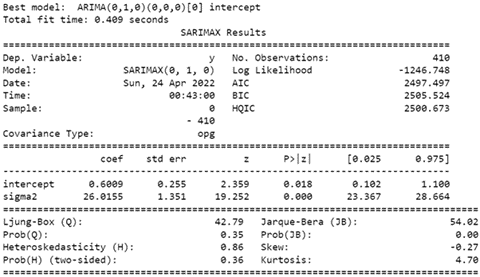 Best model:  ARIMA(0,1,0)(0,0,0)[0] intercept
Total fit time: 0.409 seconds
SARIMAX Results
==============================================================================
Dep. Variable:                      y   No. Observations:                  410
Model:               SARIMAX(0, 1, 0)   Log Likelihood               -1246.748
Date:                Sun, 24 Apr 2022   AIC                           2497.497
Time:                        00:43:00   BIC                           2505.524
Sample:                             0   HQIC                          2500.673
- 410
Covariance Type:                  opg
==============================================================================
coef    std err          z      P>|z|      [0.025      0.975]
------------------------------------------------------------------------------
intercept      0.6009      0.255      2.359      0.018       0.102       1.100
sigma2        26.0155      1.351     19.252      0.000      23.367      28.664
==============================================================================
Ljung-Box (Q):                       42.79   Jarque-Bera (JB):                54.02
Prob(Q):                              0.35   Prob(JB):                         0.00
Heteroskedasticity (H):               0.86   Skew:                            -0.27
Prob(H) (two-sided):                  0.36   Kurtosis:                         4.70
==============================================================================